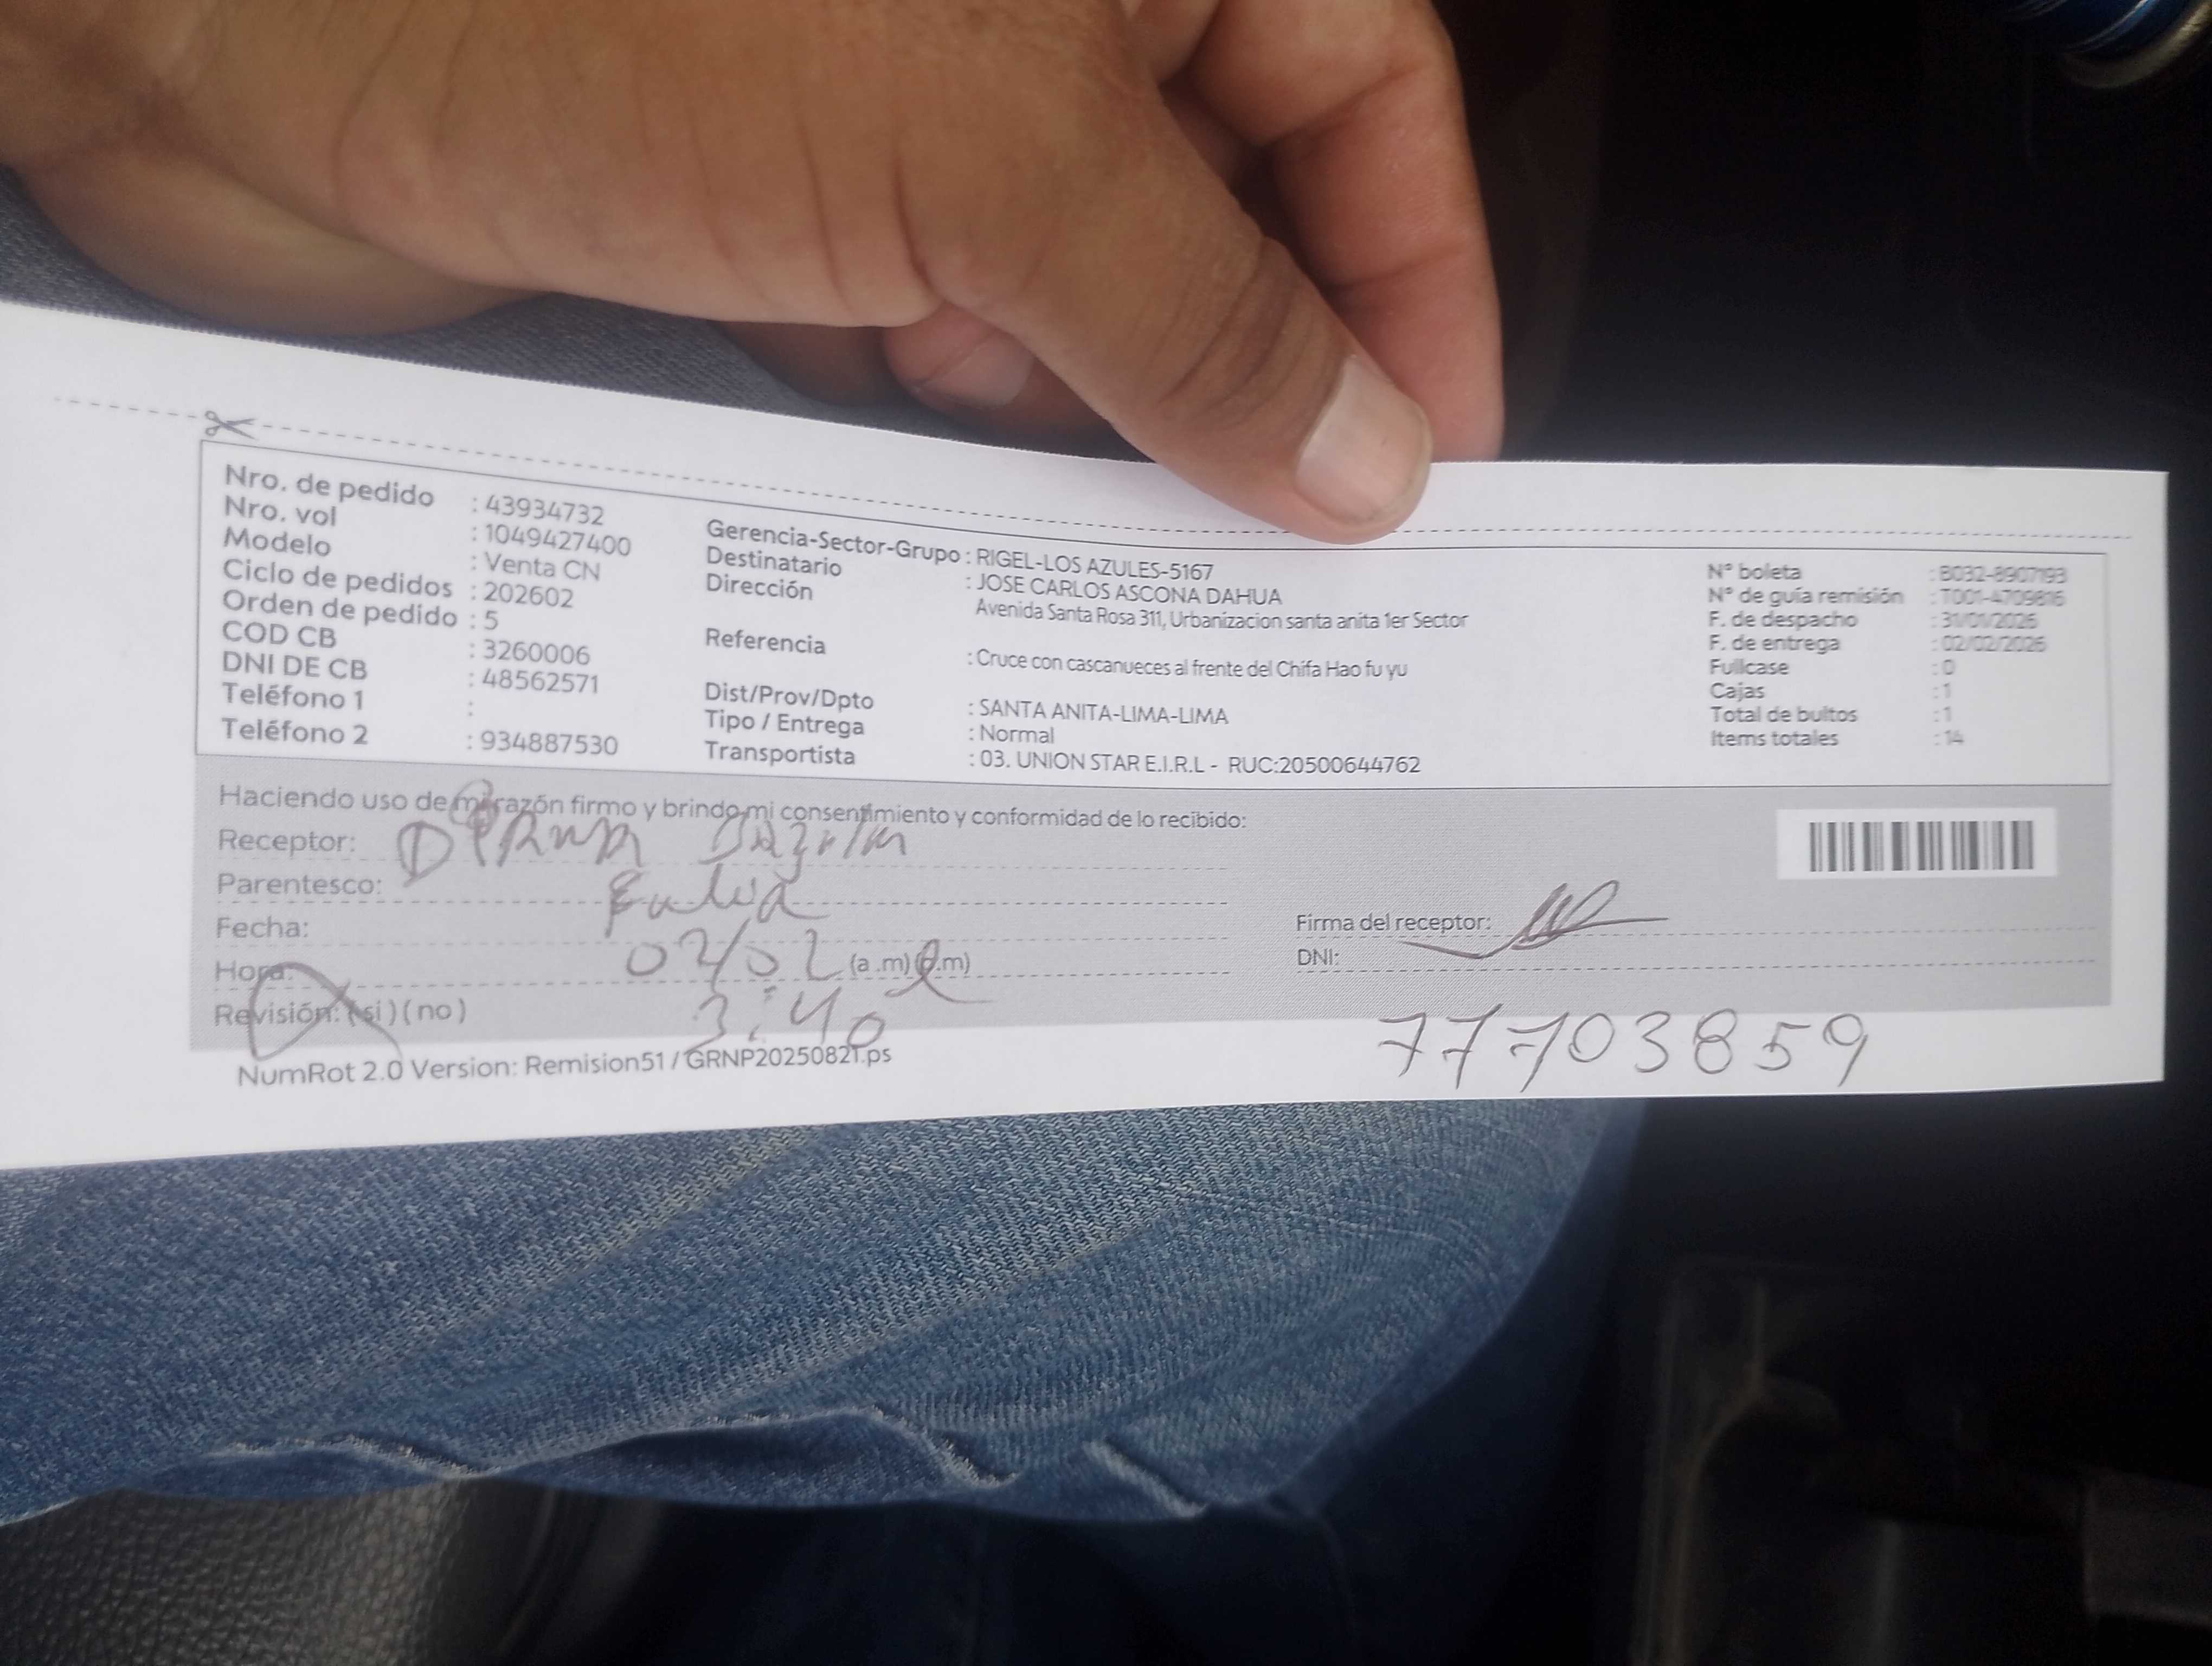 Nro. de pedido : 43934732
Nro. vol : 1049427400
Modelo : Venta CN
Ciclo de pedidos : 202602
Orden de pedido : 5
COD CB : 3260006
DNI DE CB : 48562571
Teléfono 1 :
Teléfono 2 : 934887530
Gerencia-Sector-Grupo : RIGEL-LOS AZULES-5167
Destinatario : JOSE CARLOS ASCONA DAHUA
Dirección Avenida Santa Rosa 311, Urbanizacion santa anita 1er Sector
Referencia : Cruce con cascanueces al frente del Chifa Hao fu yu
Dist/Prov/Dpto : SANTA ANITA-LIMA-LIMA
Tipo / Entrega : Normal
Transportista : 03. UNION STAR E.I.R.L - RUC:20500644762
N° boleta : B032-8907193
N° de guía remisión : T001-4709816
F. de despacho : 31/01/2026
F. de entrega : 02/02/2026
Fullcase : 0
Cajas : 1
Total de bultos : 1
Items totales : 14
Haciendo uso de mi razón firmo y brindo mi consentimiento y conformidad de lo recibido:
Receptor:
Parentesco:
Fecha: 02/02
Hora: 3:40 (a.m) (p.m)
Revisión: (si) (no)
Firma del receptor:
DNI: 77703859
NumRot 2.0 Version: Remision51 / GRNP20250821.ps